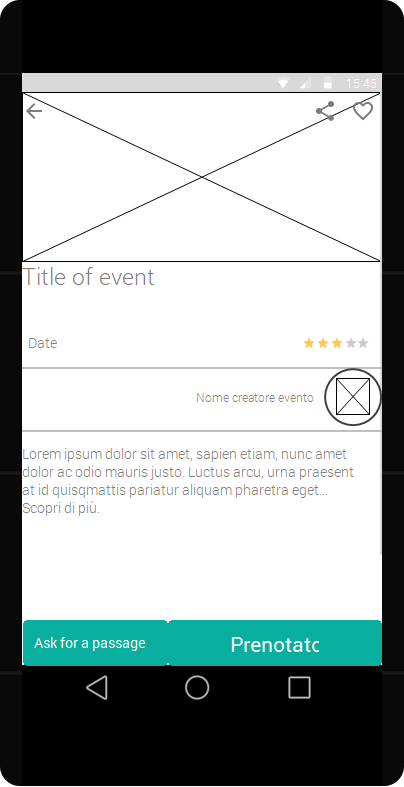 15:45
Title of event
Date
Nome creatore evento
Lorem ipsum dolor sit amet, sapien etiam, nunc amet
dolor ac odio mauris justo. Luctus arcu, urna praesent
at id quisqmattis pariatur aliquam pharetra eget...
Scopri di più.
Ask for a passage
Prenotato